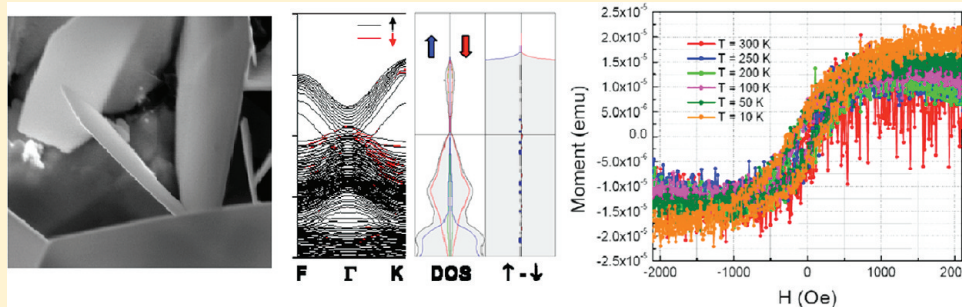 F Γ K
DOS
↑ - ↓
Moment (emu)
2.5x10⁻⁵
2.0x10⁻⁵
1.5x10⁻⁵
1.0x10⁻⁵
5.0x10⁻⁶
0.0
-5.0x10⁻⁶
-1.0x10⁻⁵
-1.5x10⁻⁵
2.0x10⁻⁵
2.5x10⁻⁵
T = 300 K
T = 250 K
T = 200 K
T = 100 K
T = 50 K
T = 10 K
-2000 -1000 0 1000 200
H (Oe)